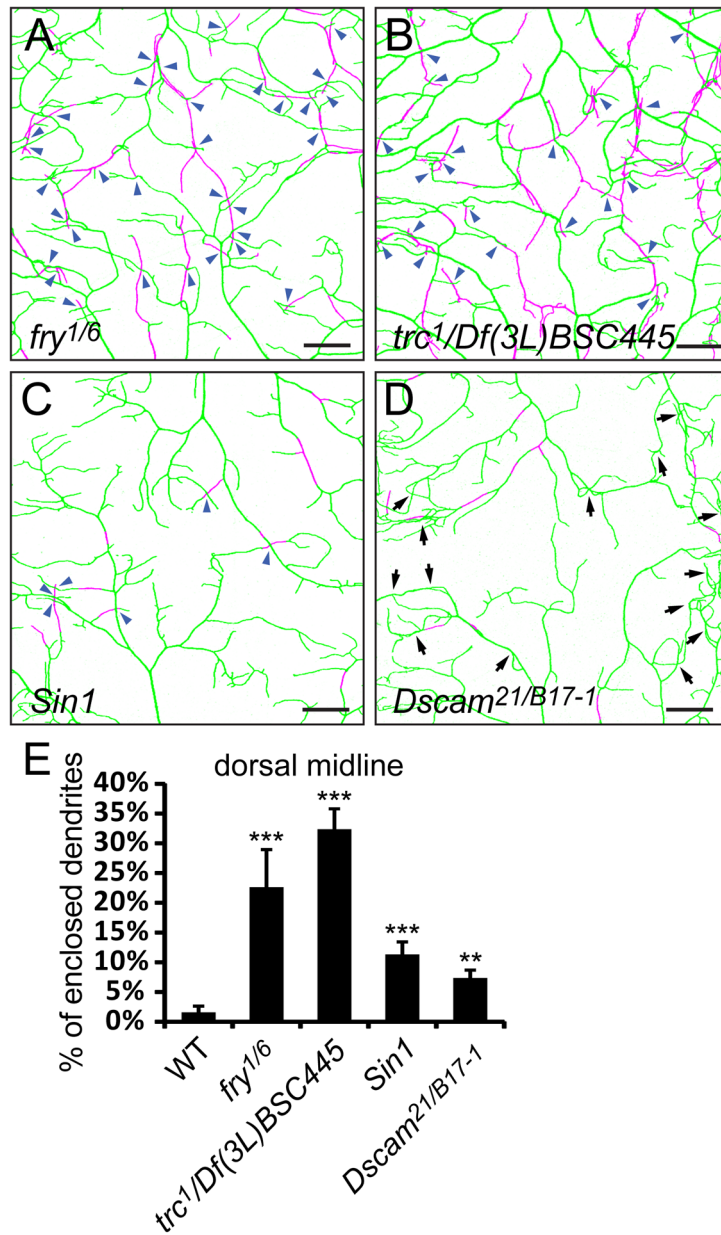 A
fry1/6
B
trc1/Df(3L)BSC445
C
Sin1
D
Dscam21/B17-1
E
dorsal midline
% of enclosed dendrites
40%
35%
30%
25%
20%
15%
10%
5%
0%
***
***
***
**
WT
fry1/6
trc1/Df(3L)BSC445
Sin1
Dscam21/B17-1